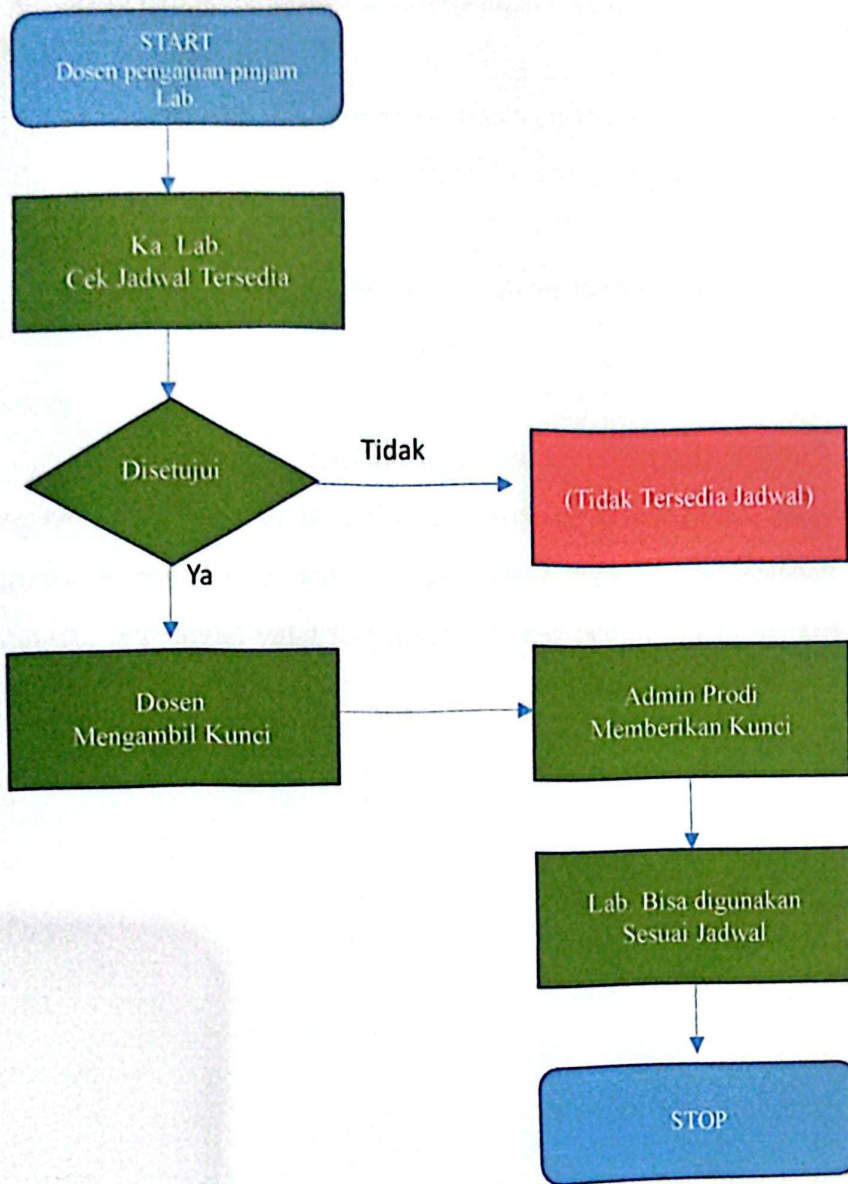 START
Dosen pengajuan pinjam
Lab.
Ka. Lab.
Cek Jadwal Tersedia
Disetujui
Tidak
(Tidak Tersedia Jadwal)
Ya
Dosen
Mengambil Kunci
Admin Prodi
Memberikan Kunci
Lab. Bisa digunakan
Sesuai Jadwal
STOP